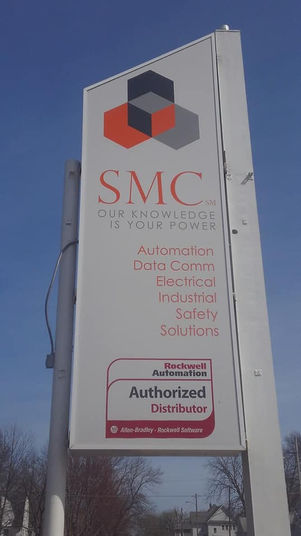 SMC SM
OUR KNOWLEDGE
IS YOUR POWER
Automation
Data Comm
Electrical
Industrial
Safety
Solutions
Rockwell
Automation
Authorized
Distributor
Allen-Bradley · Rockwell Software